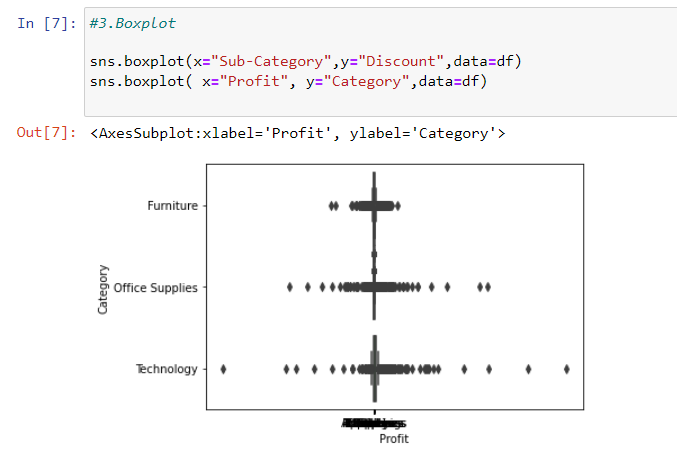 In [7]: #3.Boxplot
sns.boxplot(x="Sub-Category",y="Discount",data=df)
sns.boxplot( x="Profit", y="Category",data=df)
Out[7]: <AxesSubplot:xlabel='Profit', ylabel='Category'>
Furniture
Category
Office Supplies
Technology
Profit